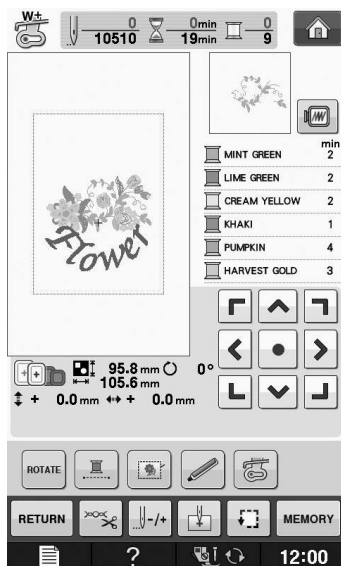 W+
0 0min 0
10510 19min 9
min
MINT GREEN 2
LIME GREEN 2
CREAM YELLOW 2
KHAKI 1
PUMPKIN 4
HARVEST GOLD 3
Flower
95.8 mm 0°
105.6 mm
+ 0.0 mm + 0.0 mm
ROTATE
RETURN -/+ MEMORY
? 12:00